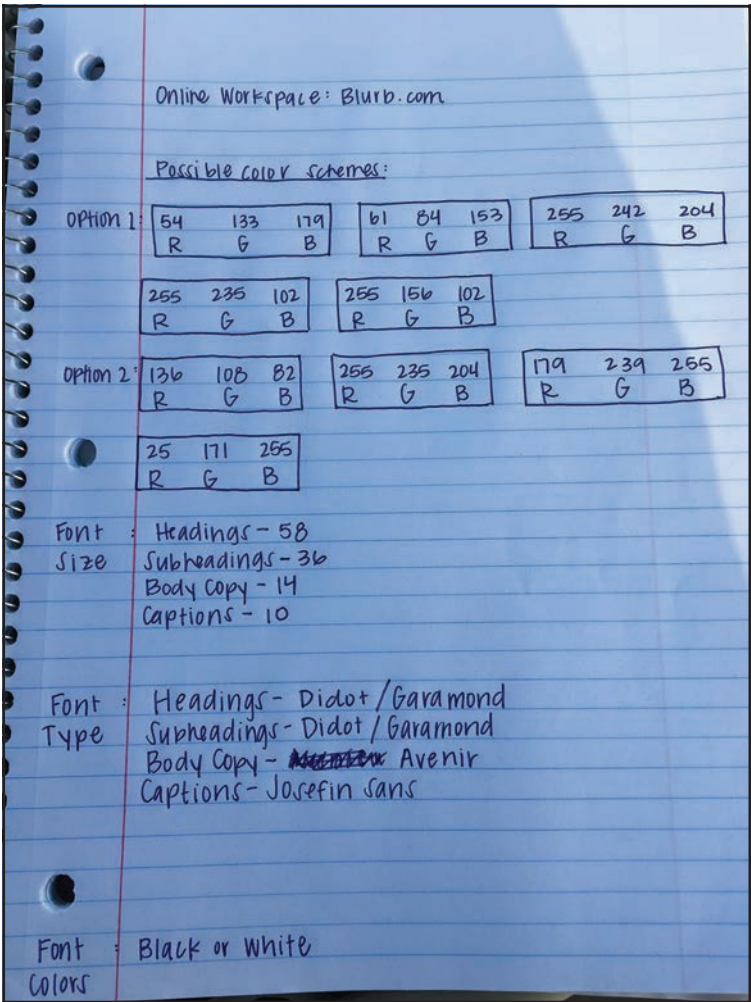 Online Workspace: Blurb.com
Possible color schemes:
Option 1: 54 133 179 61 84 153 255 242 204
R G B R G B R G B
255 235 102 255 156 102
R G B R G B
Option 2: 136 108 82 255 235 204 179 239 255
R G B R G B R G B
25 171 255
R G B
Font : Headings - 58
Size Subheadings - 36
Body Copy - 14
Captions - 10
Font : Headings - Didot / Garamond
Type Subheadings - Didot / Garamond
Body Copy - Avenir
Captions - Josefin Sans
Font : Black or White
Colors